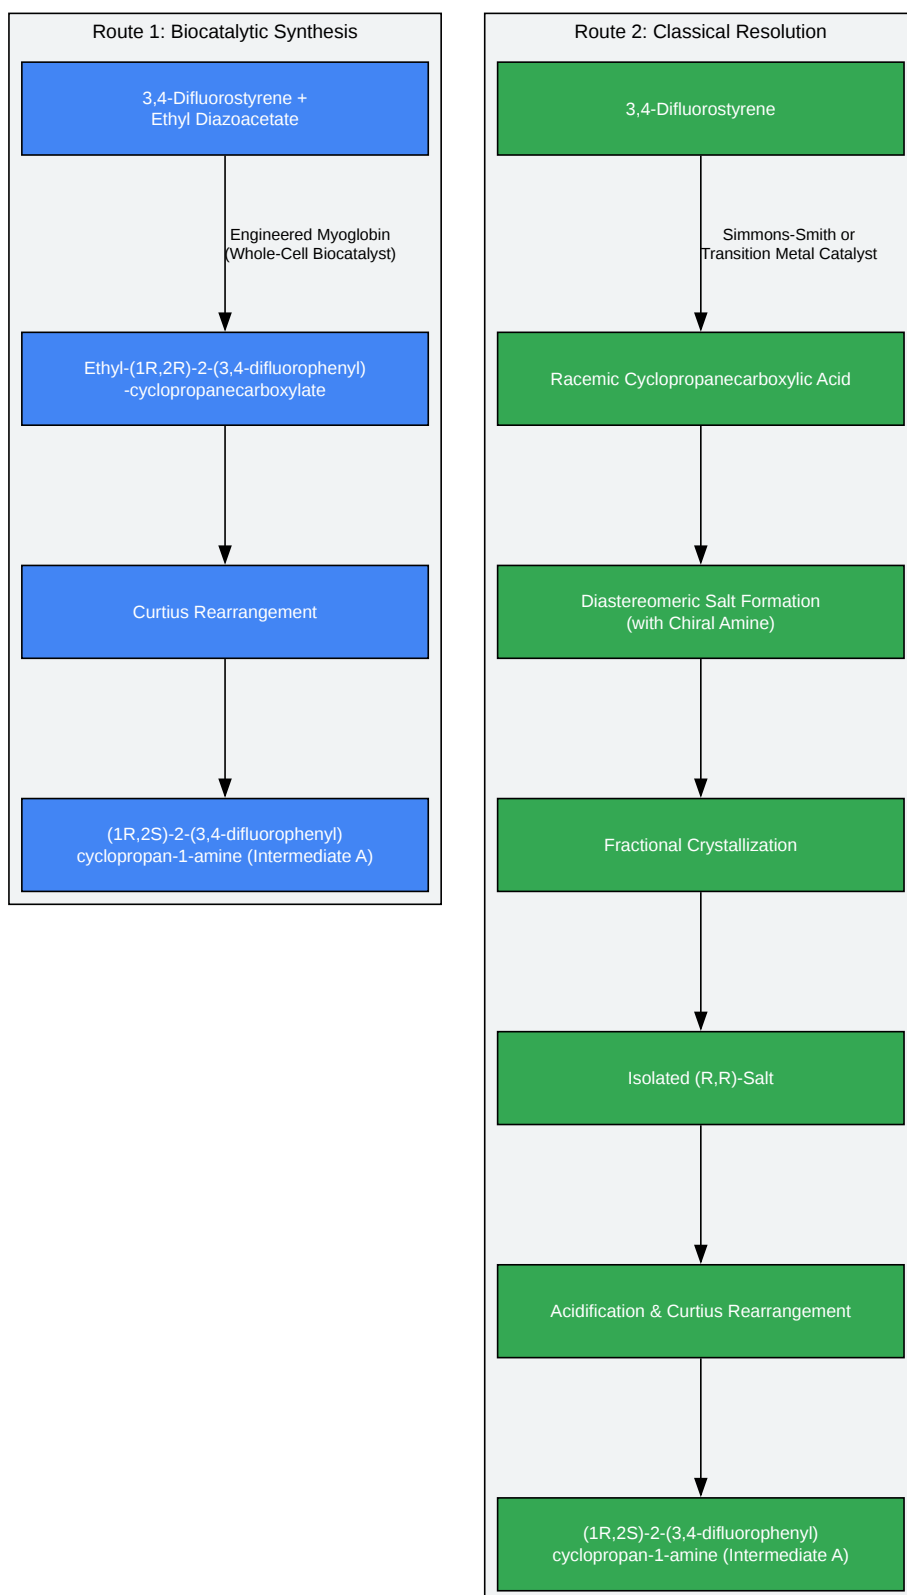 Route 1: Biocatalytic Synthesis
3,4-Difluorostyrene +
Ethyl Diazoacetate
Engineered Myoglobin
(Whole-Cell Biocatalyst)
Ethyl-(1R,2R)-2-(3,4-difluorophenyl)
-cyclopropanecarboxylate
Curtius Rearrangement
(1R,2S)-2-(3,4-difluorophenyl)
cyclopropan-1-amine (Intermediate A)
Route 2: Classical Resolution
3,4-Difluorostyrene
Simmons-Smith or
Transition Metal Catalyst
Racemic Cyclopropanecarboxylic Acid
Diastereomeric Salt Formation
(with Chiral Amine)
Fractional Crystallization
Isolated (R,R)-Salt
Acidification & Curtius Rearrangement
(1R,2S)-2-(3,4-difluorophenyl)
cyclopropan-1-amine (Intermediate A)